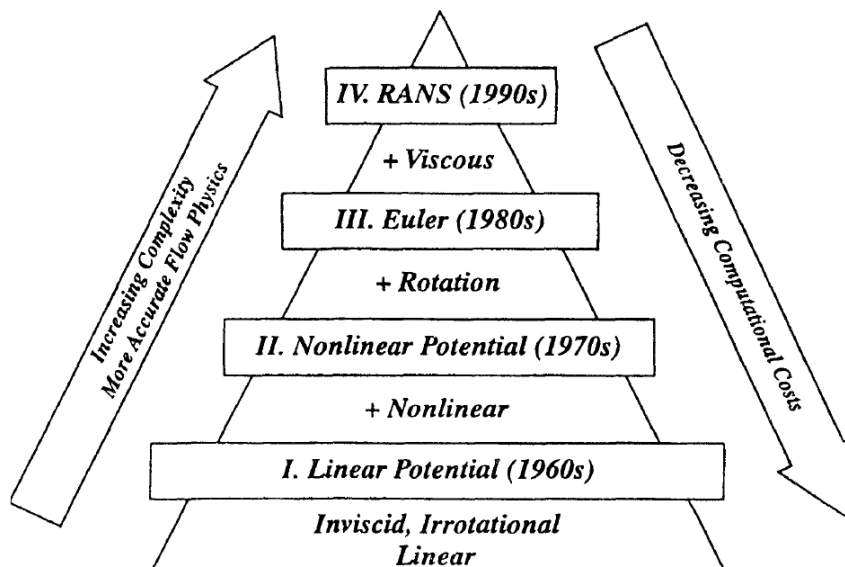 IV. RANS (1990s)
+ Viscous
III. Euler (1980s)
+ Rotation
II. Nonlinear Potential (1970s)
+ Nonlinear
I. Linear Potential (1960s)
Inviscid, Irrotational
Linear
Increasing Complexity
More Accurate Flow Physics
Decreasing Computational Costs